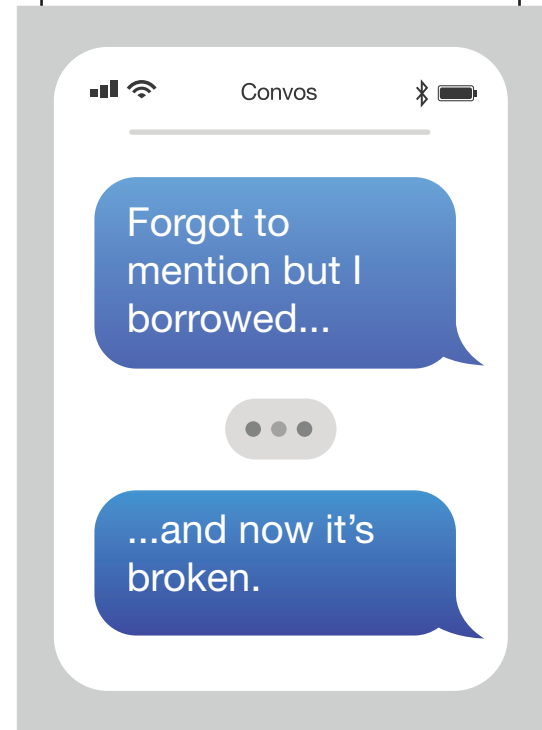 Convos
Forgot to
mention but I
borrowed...
...and now it’s
broken.